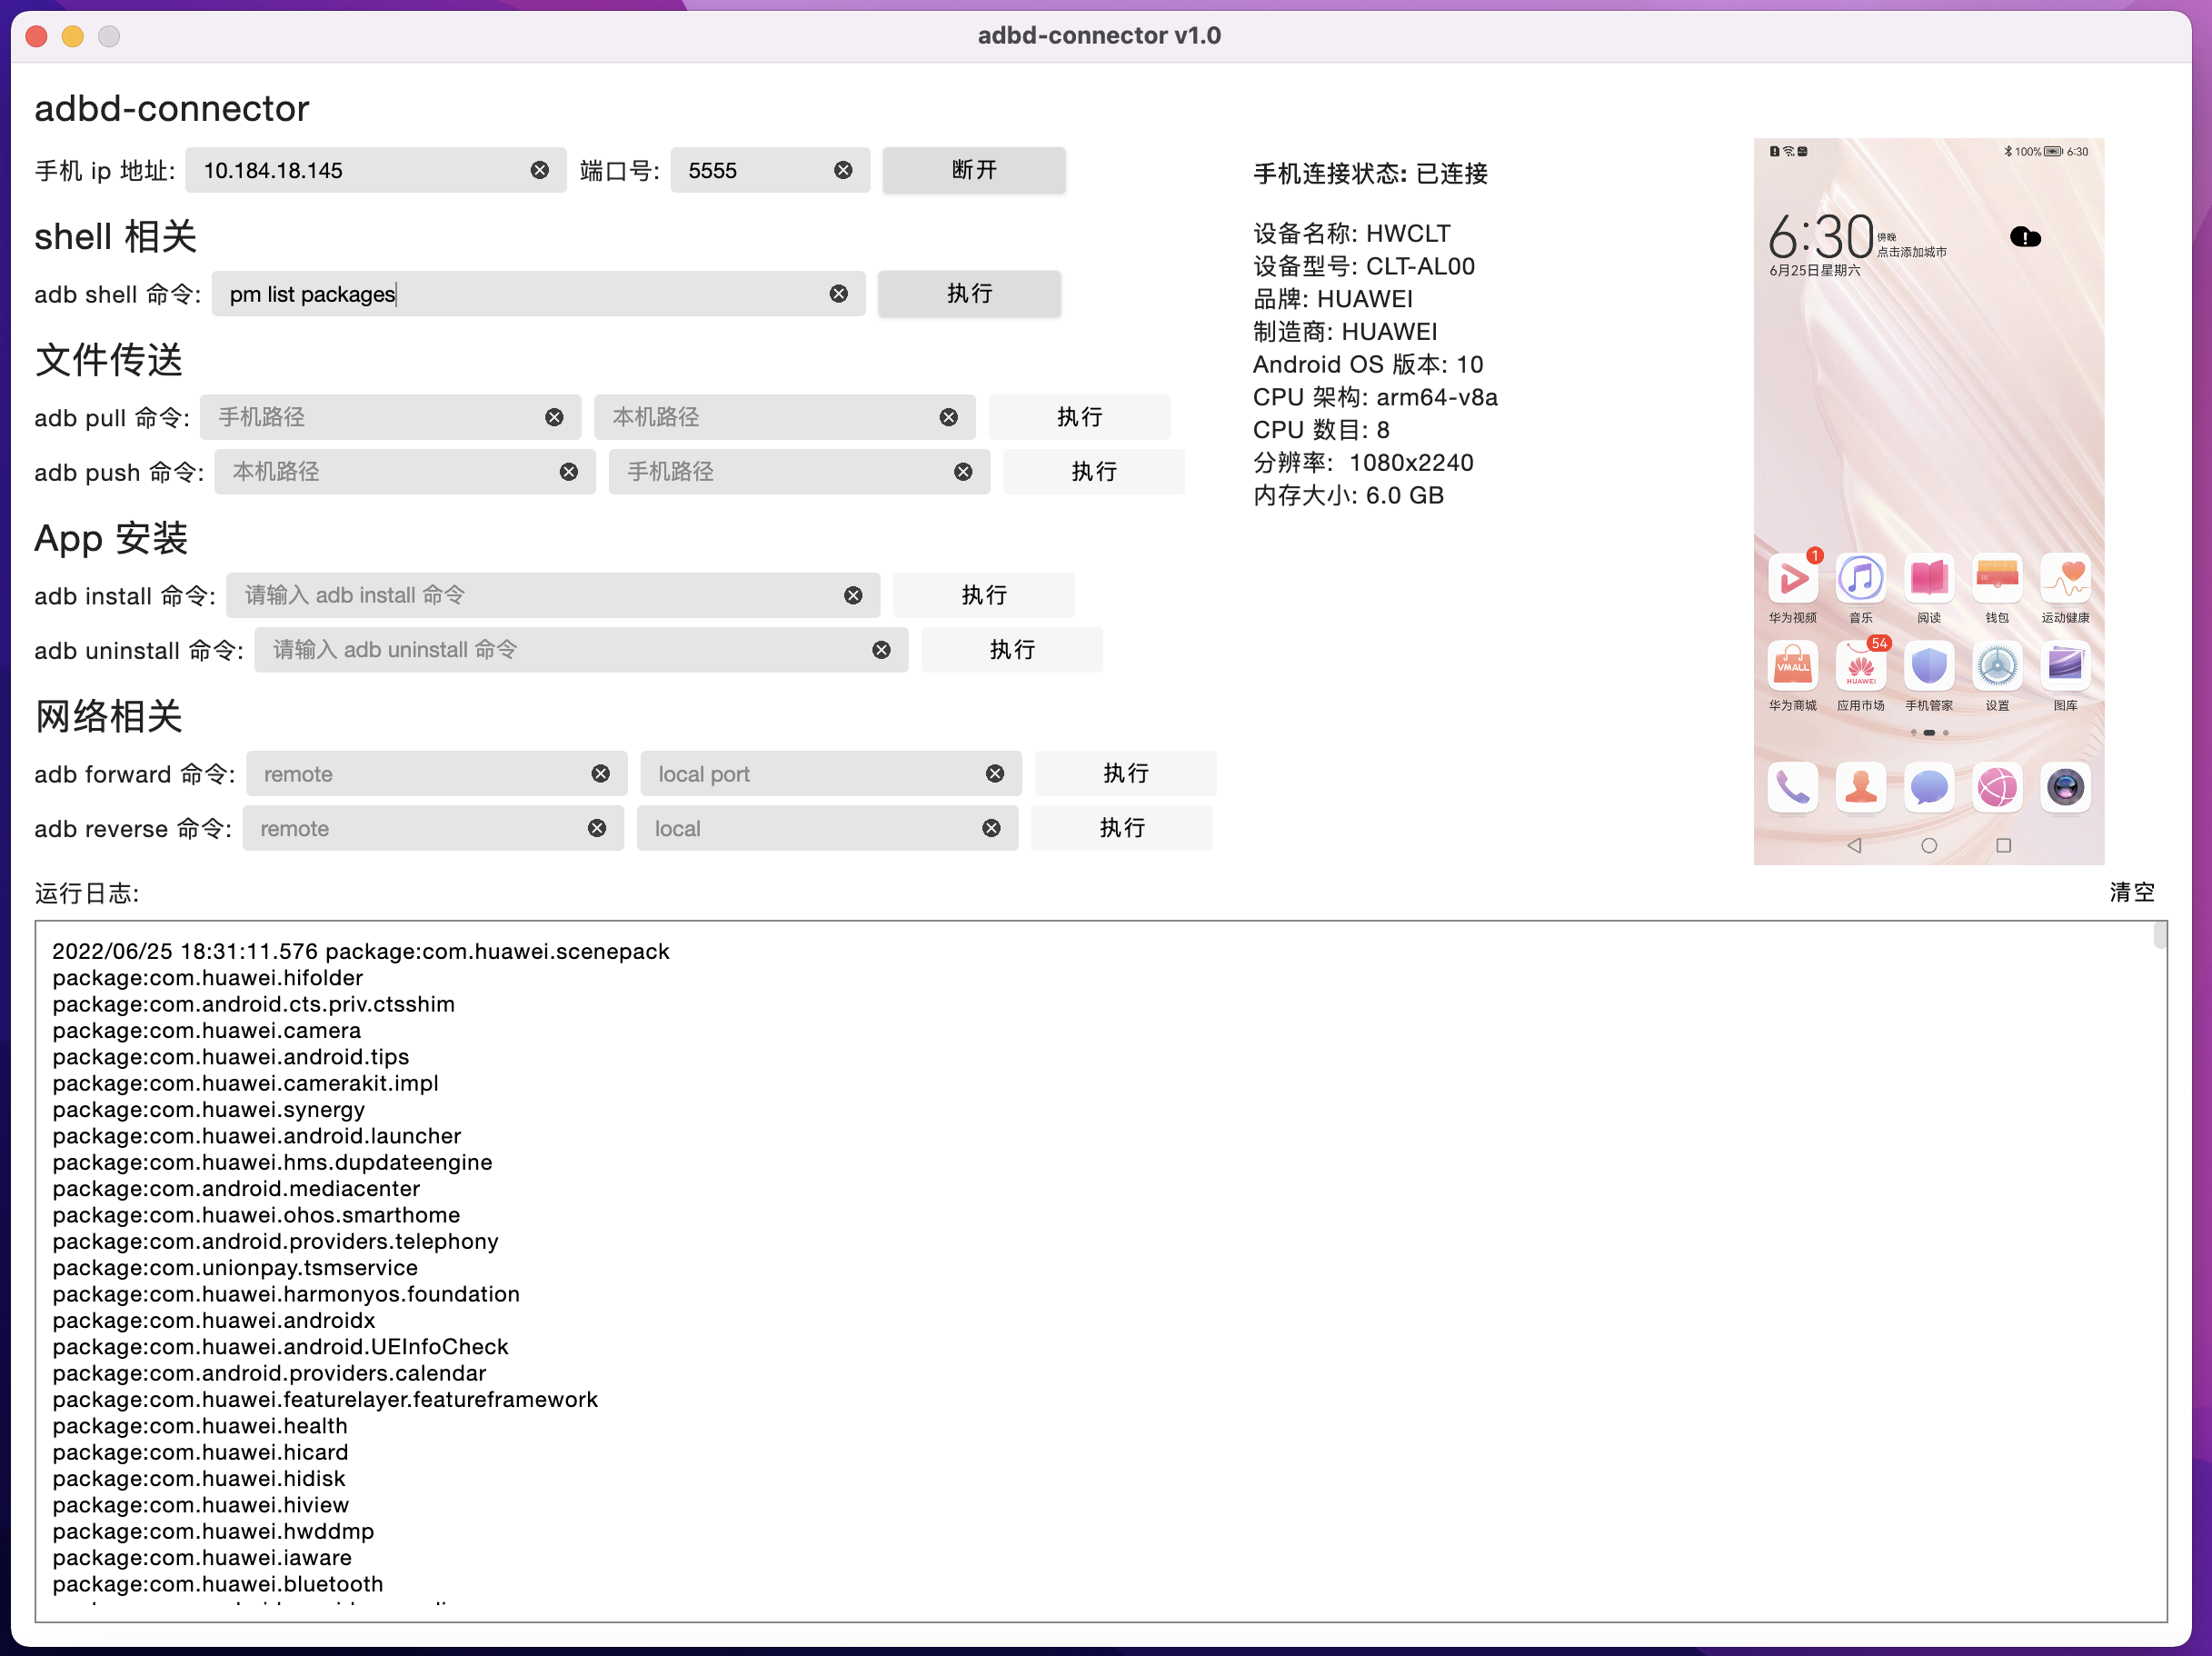 adbd-connector v1.0
adbd-connector
手机 ip 地址: 10.184.18.145 端口号: 5555 断开
shell 相关
adb shell 命令: pm list packages 执行
文件传送
adb pull 命令: 手机路径 本机路径 执行
adb push 命令: 本机路径 手机路径 执行
App 安装
adb install 命令: 请输入 adb install 命令 执行
adb uninstall 命令: 请输入 adb uninstall 命令 执行
网络相关
adb forward 命令: remote local port 执行
adb reverse 命令: remote local 执行
手机连接状态: 已连接
设备名称: HWCLT
设备型号: CLT-AL00
品牌: HUAWEI
制造商: HUAWEI
Android OS 版本: 10
CPU 架构: arm64-v8a
CPU 数目: 8
分辨率: 1080x2240
内存大小: 6.0 GB
100% 6:30
6:30 傍晚
点击添加城市
6月25日星期六
1
华为视频 音乐 阅读 钱包 运动健康
54
VMALL HUAWEI
华为商城 应用市场 手机管家 设置 图库
运行日志: 清空
2022/06/25 18:31:11.576 package:com.huawei.scenepack
package:com.huawei.hifolder
package:com.android.cts.priv.ctsshim
package:com.huawei.camera
package:com.huawei.android.tips
package:com.huawei.camerakit.impl
package:com.huawei.synergy
package:com.huawei.android.launcher
package:com.huawei.hms.dupdateengine
package:com.android.mediacenter
package:com.huawei.ohos.smarthome
package:com.android.providers.telephony
package:com.unionpay.tsmservice
package:com.huawei.harmonyos.foundation
package:com.huawei.androidx
package:com.huawei.android.UEInfoCheck
package:com.android.providers.calendar
package:com.huawei.featurelayer.featureframework
package:com.huawei.health
package:com.huawei.hicard
package:com.huawei.hidisk
package:com.huawei.hiview
package:com.huawei.hwddmp
package:com.huawei.iaware
package:com.huawei.bluetooth